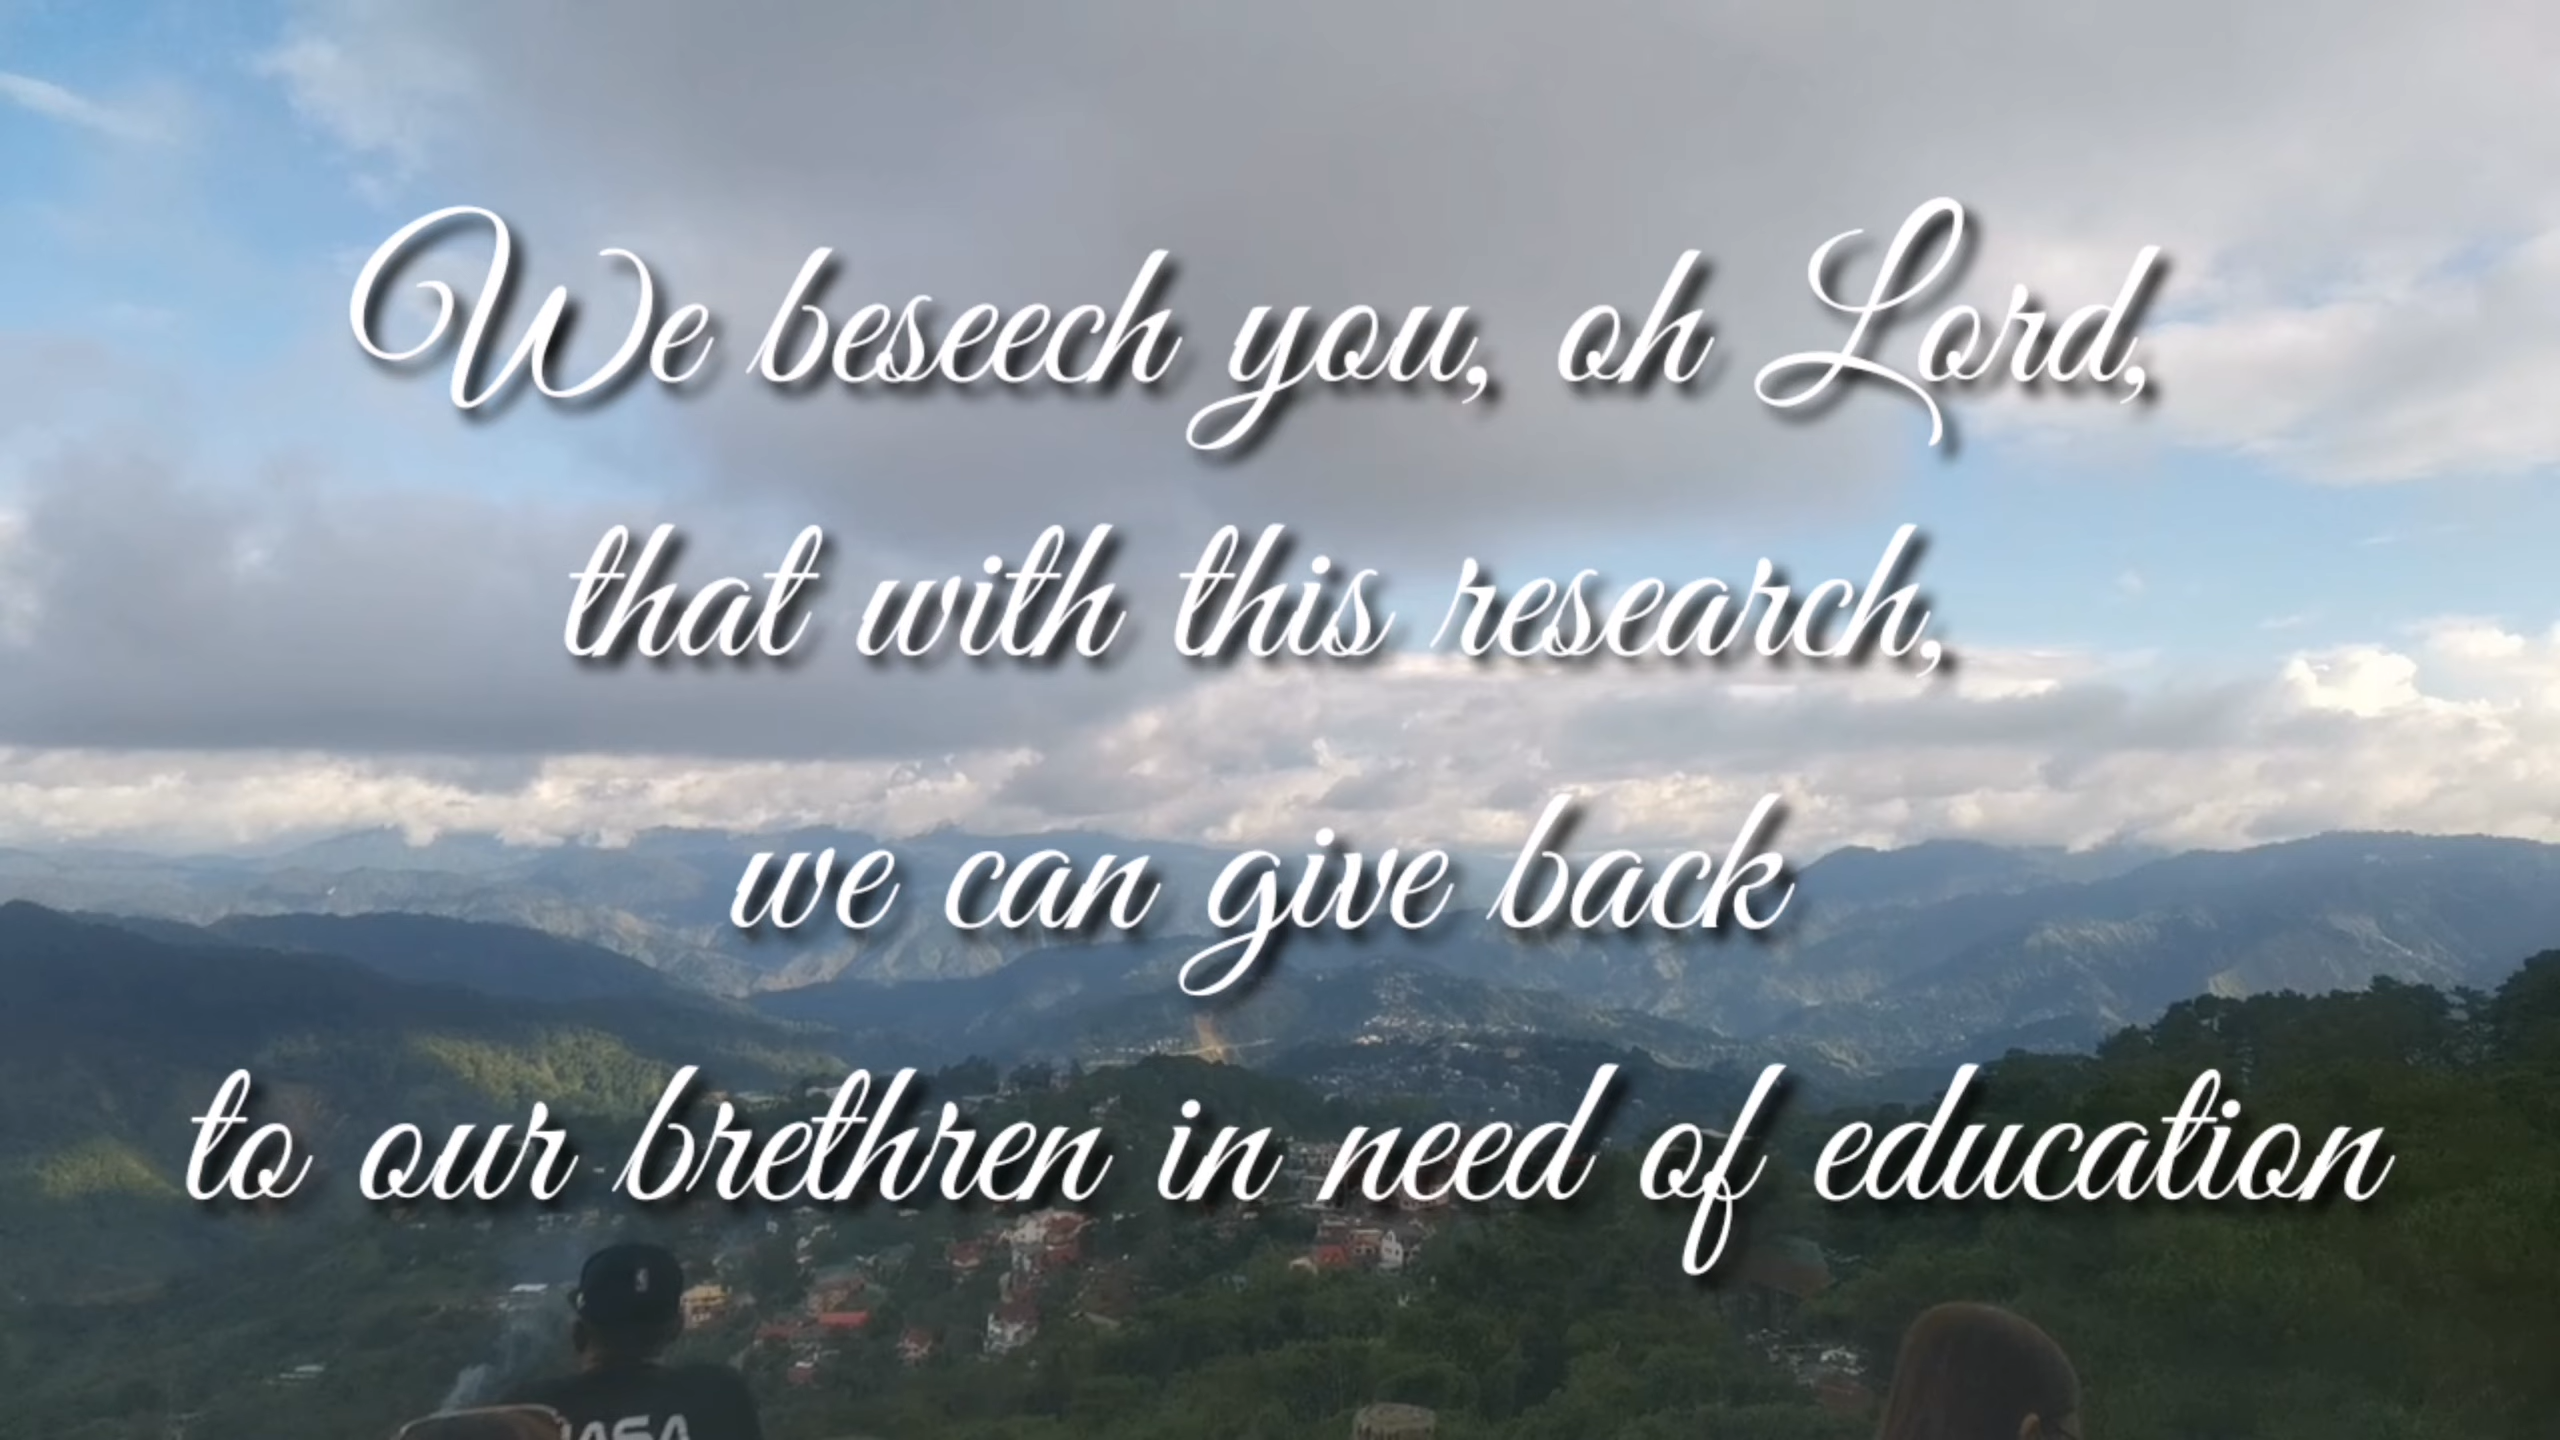 We beseech you, oh Lord,
that with this research,
we can give back
to our brethren in need of education
NASA